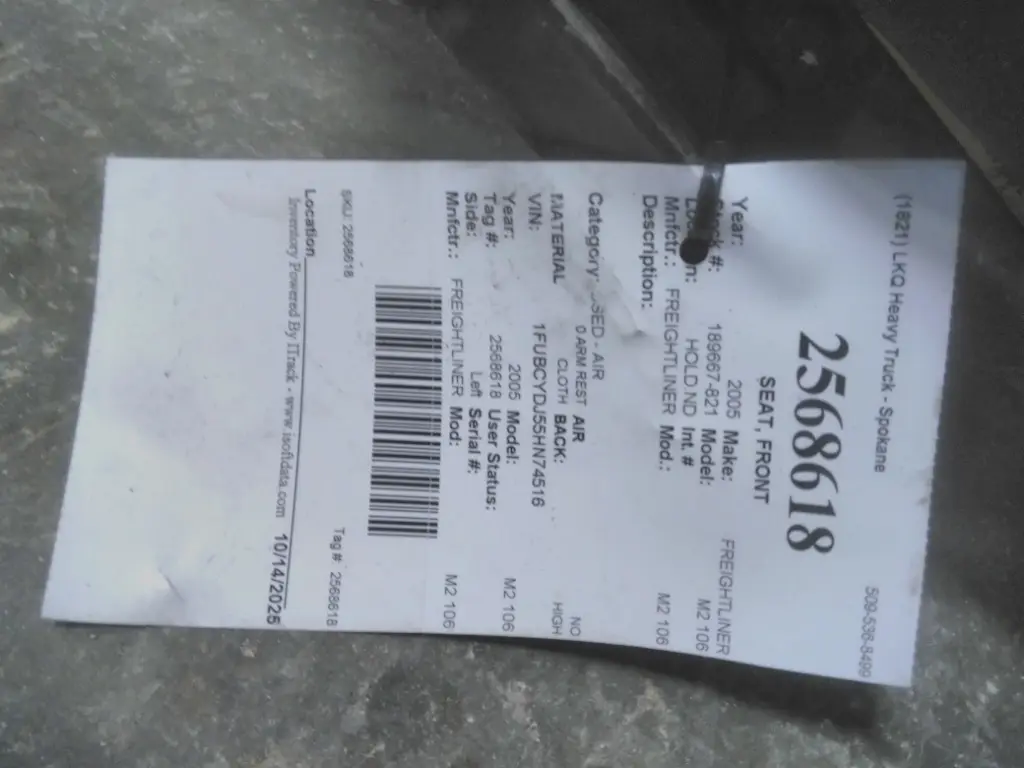 (1821) LKQ Heavy Truck - Spokane 509-536-8499
2568618
SEAT, FRONT
Year: 2005 Make: FREIGHTLINER
#: 189667-821 Model: M2 106
HOLD ND Int.#
Mnfctr.: FREIGHTLINER Mod.: M2 106
Description:
Category: - AIR
0 ARM REST AIR NO
MATERIAL CLOTH BACK: HIGH
VIN: 1FUBCYDJ55HN74516
Year: 2005 Model: M2 106
Tag #: 2568618 User Status:
Side: Left Serial #:
Mnfctr.: FREIGHTLINER Mod: M2 106
SKU: 2568618 Tag #: 2568618
Location
Inventory Powered By ITrack - www.isoftdata.com 10/14/2025